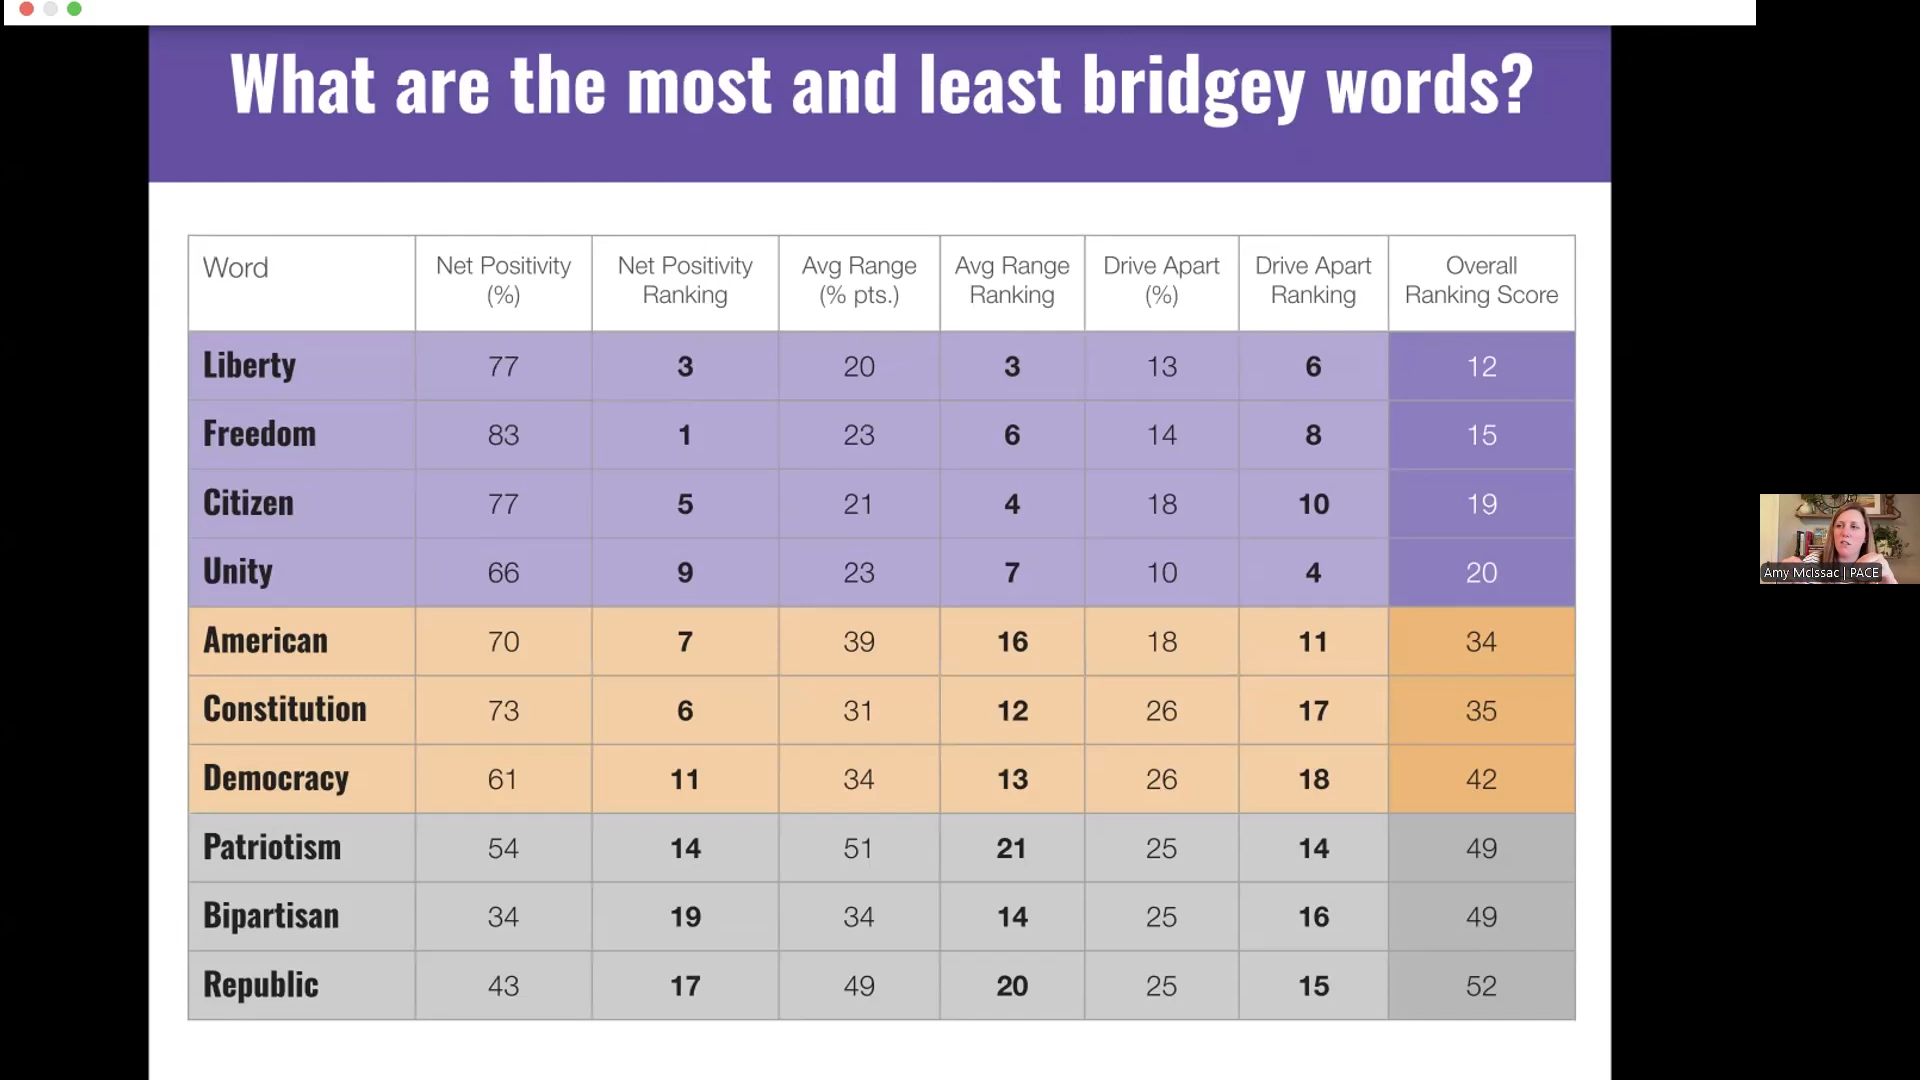 What are the most and least bridgey words?
Word Net Positivity (%) Net Positivity Ranking Avg Range (% pts.) Avg Range Ranking Drive Apart (%) Drive Apart Ranking Overall Ranking Score
Liberty 77 3 20 3 13 6 12
Freedom 83 1 23 6 14 8 15
Citizen 77 5 21 4 18 10 19
Unity 66 9 23 7 10 4 20
American 70 7 39 16 18 11 34
Constitution 73 6 31 12 26 17 35
Democracy 61 11 34 13 26 18 42
Patriotism 54 14 51 21 25 14 49
Bipartisan 34 19 34 14 25 16 49
Republic 43 17 49 20 25 15 52
Amy McIssac | PACE